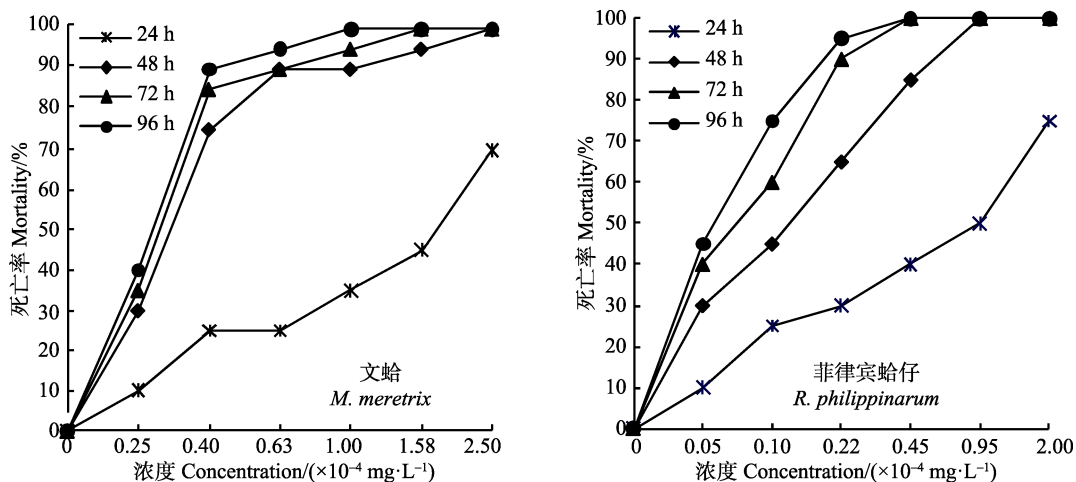 100
90
80
70
60
50
40
30
20
10
0
死亡率 Mortality/%
24 h
48 h
72 h
96 h
文蛤
M. meretrix
0 0.25 0.40 0.63 1.00 1.58 2.50
浓度 Concentration/(×10⁻⁴ mg·L⁻¹)
100
90
80
70
60
50
40
30
20
10
0
死亡率 Mortality/%
24 h
48 h
72 h
96 h
菲律宾蛤仔
R. philippinarum
0 0.05 0.10 0.22 0.45 0.95 2.00
浓度 Concentration/(×10⁻⁴ mg·L⁻¹)